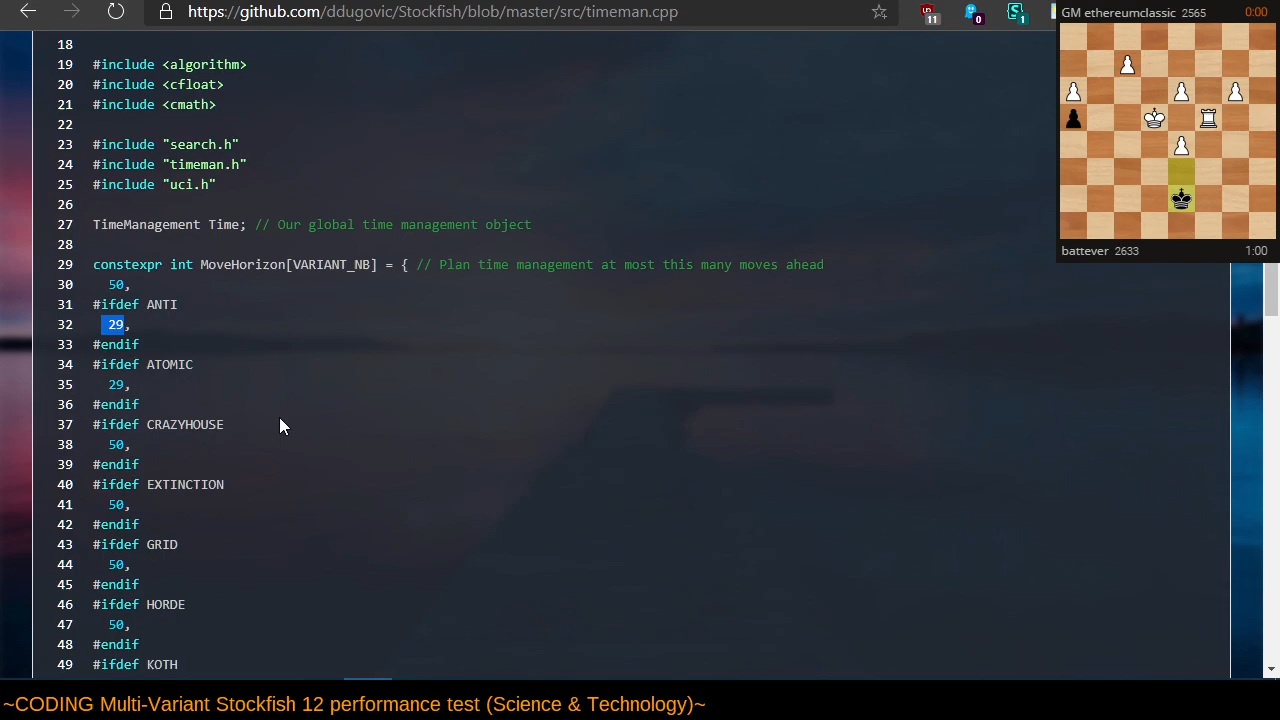 https://github.com/ddugovic/Stockfish/blob/master/src/timeman.cpp
11
0
1
GM ethereumclassic 2565 0:00
18
19 #include <algorithm>
20 #include <cfloat>
21 #include <cmath>
22
23 #include "search.h"
24 #include "timeman.h"
25 #include "uci.h"
26
27 TimeManagement Time; // Our global time management object
28
battever 2633 1:00
29 constexpr int MoveHorizon[VARIANT_NB] = { // Plan time management at most this many moves ahead
30 50,
31 #ifdef ANTI
32 29,
33 #endif
34 #ifdef ATOMIC
35 29,
36 #endif
37 #ifdef CRAZYHOUSE
38 50,
39 #endif
40 #ifdef EXTINCTION
41 50,
42 #endif
43 #ifdef GRID
44 50,
45 #endif
46 #ifdef HORDE
47 50,
48 #endif
49 #ifdef KOTH
~CODING Multi-Variant Stockfish 12 performance test (Science & Technology)~